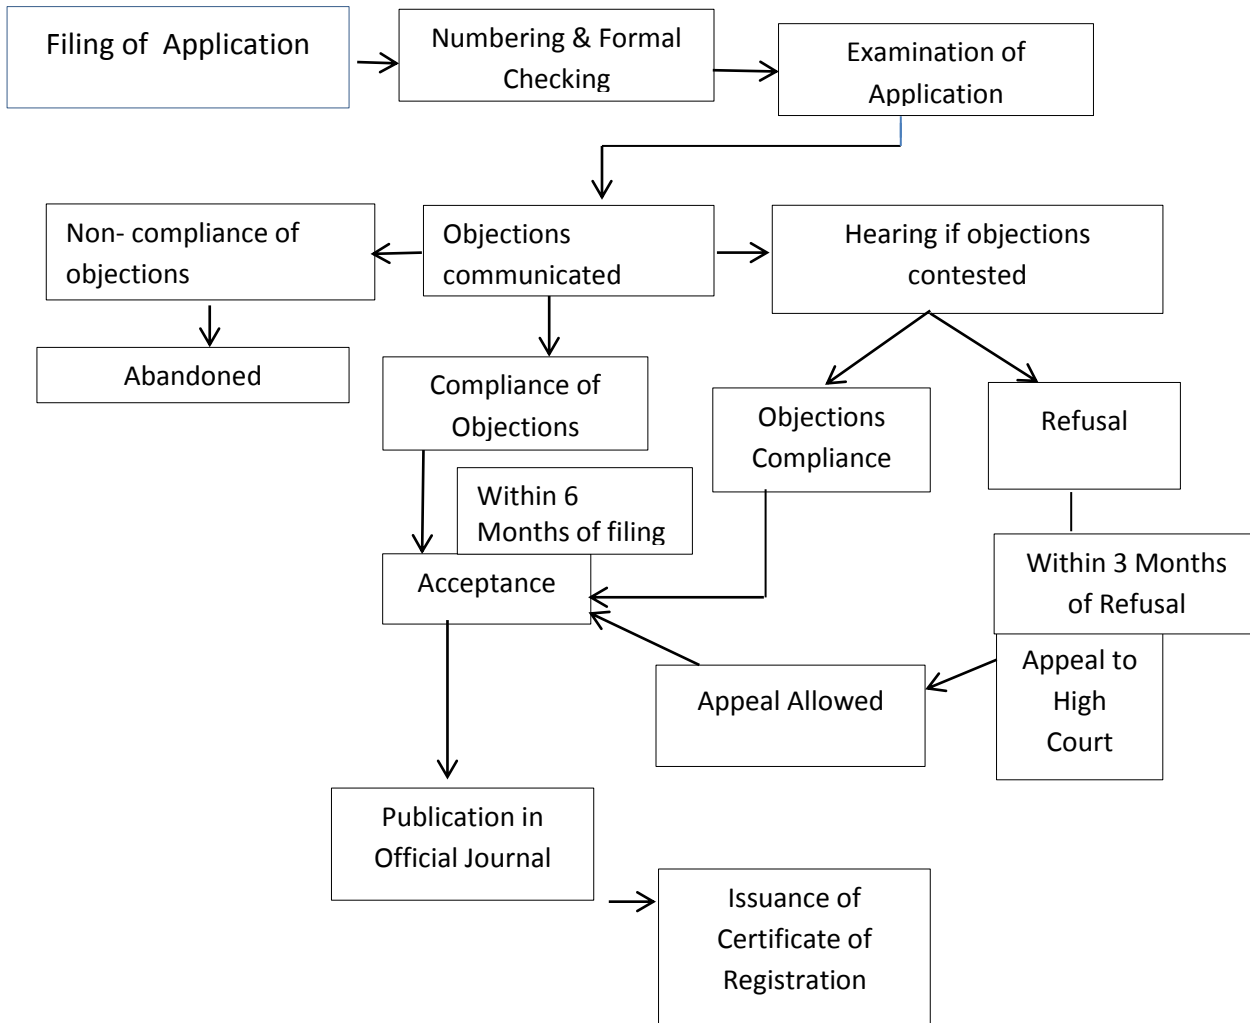 Filing of Application
Numbering & Formal
Checking
Examination of
Application
Non- compliance of
objections
Objections
communicated
Hearing if objections
contested
Abandoned
Compliance of
Objections
Objections
Compliance
Refusal
Within 6
Months of filing
Acceptance
Within 3 Months
of Refusal
Appeal Allowed
Appeal to
High
Court
Publication in
Official Journal
Issuance of
Certificate of
Registration